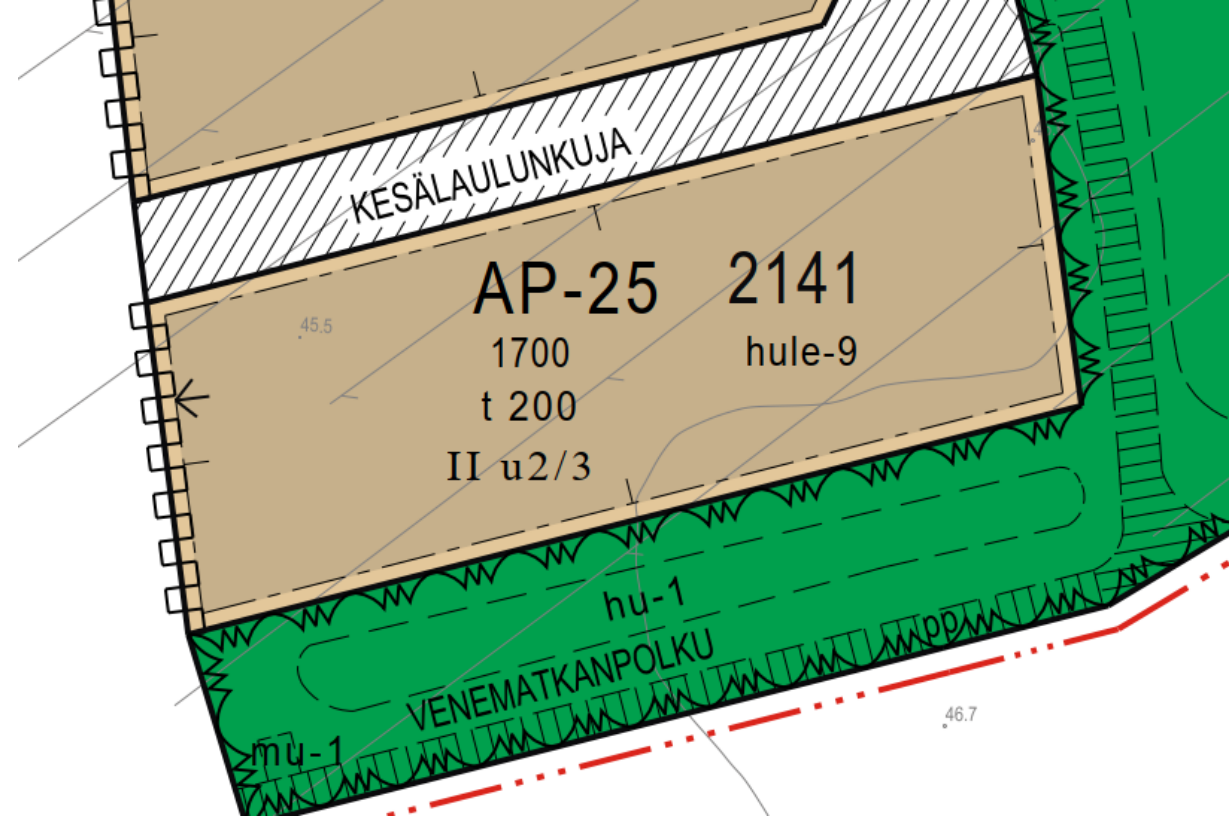 KESÄLAULUNKUJA
AP-25
2141
1700
hule-9
t 200
II u2/3
45.5
hu-1
pp
VENEMATKANPOLKU
mu-1
46.7